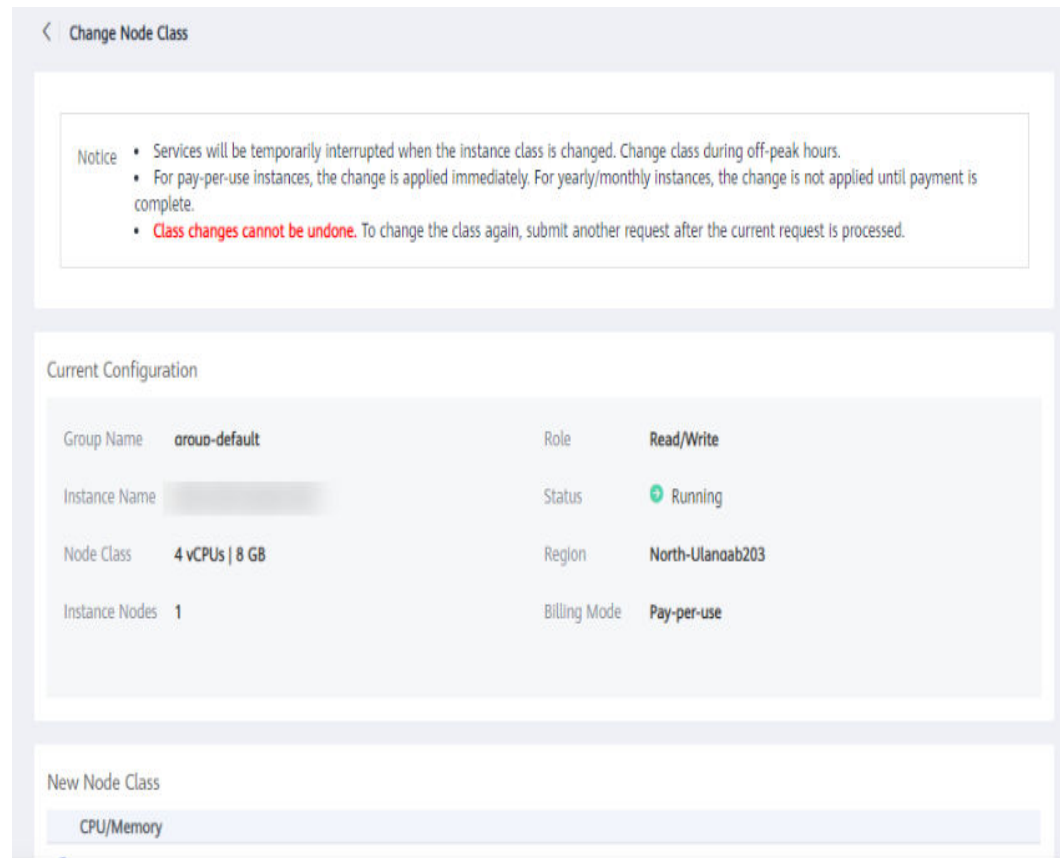 Change Node Class
Notice
• Services will be temporarily interrupted when the instance class is changed. Change class during off-peak hours.
• For pay-per-use instances, the change is applied immediately. For yearly/monthly instances, the change is not applied until payment is
complete.
• Class changes cannot be undone. To change the class again, submit another request after the current request is processed.
Current Configuration
Group Name group-default
Role Read/Write
Instance Name
Status Running
Node Class 4 vCPUs | 8 GB
Region North-Ulanqab203
Instance Nodes 1
Billing Mode Pay-per-use
New Node Class
CPU/Memory